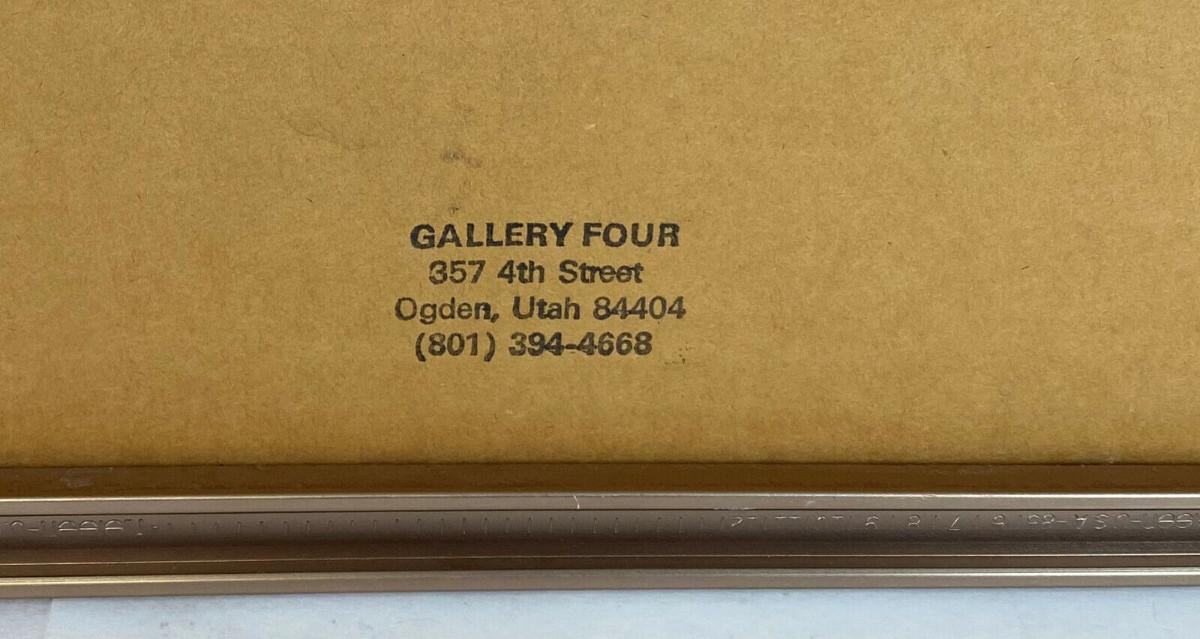 GALLERY FOUR
357 4th Street
Ogden, Utah 84404
(801) 394-4668